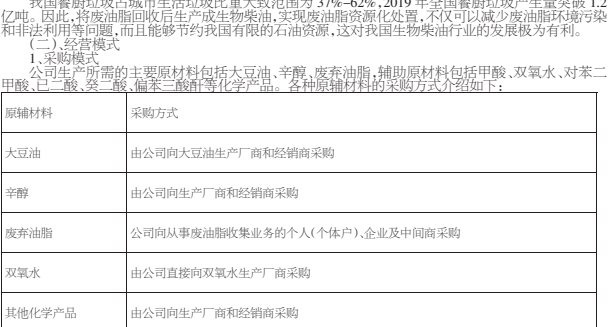 我国餐厨垃圾占城市生活垃圾比重大致范围为37%-62%,2019年全国餐厨垃圾产生量突破1.2
亿吨。因此,将废油脂回收后生产成生物柴油,实现废油脂资源化处置,不仅可以减少废油脂环境污染
和非法利用等问题,而且能够节约我国有限的石油资源,这对我国生物柴油行业的发展极为有利。
(二)、经营模式
1、采购模式
公司生产所需的主要原材料包括大豆油、辛醇、废弃油脂,辅助原材料包括甲酸、双氧水、对苯二
甲酸、已二酸、癸二酸、偏苯三酸酐等化学产品。各种原辅材料的采购方式介绍如下:
原辅材料 采购方式
大豆油 由公司向大豆油生产厂商和经销商采购
辛醇 由公司向生产厂商和经销商采购
废弃油脂 公司向从事废油脂收集业务的个人(个体户)、企业及中间商采购
双氧水 由公司直接向双氧水生产厂商采购
其他化学产品 由公司向生产厂商和经销商采购